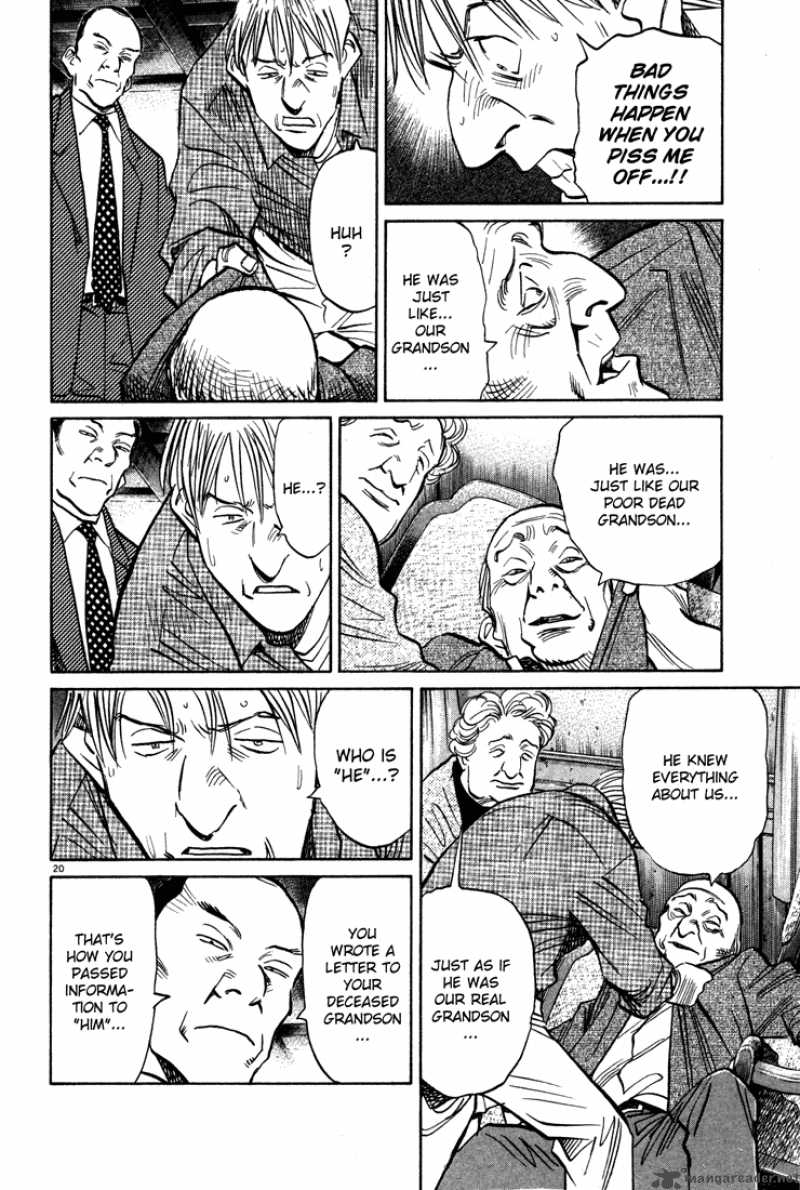 BAD
THINGS
HAPPEN
WHEN YOU
PISS ME
OFF...!!
HUH
?
HE WAS
JUST
LIKE...
OUR
GRANDSON
...
HE WAS...
JUST LIKE OUR
POOR DEAD
GRANDSON...
HE...?
HE KNEW
EVERYTHING
ABOUT US...
JUST AS IF
HE WAS
OUR REAL
GRANDSON
...
WHO IS
"HE"...?
20
YOU
WROTE A
LETTER TO
YOUR
DECEASED
GRANDSON
...
THAT'S
HOW YOU
PASSED
INFORMA-
TION TO
"HIM"...
mangareader.net